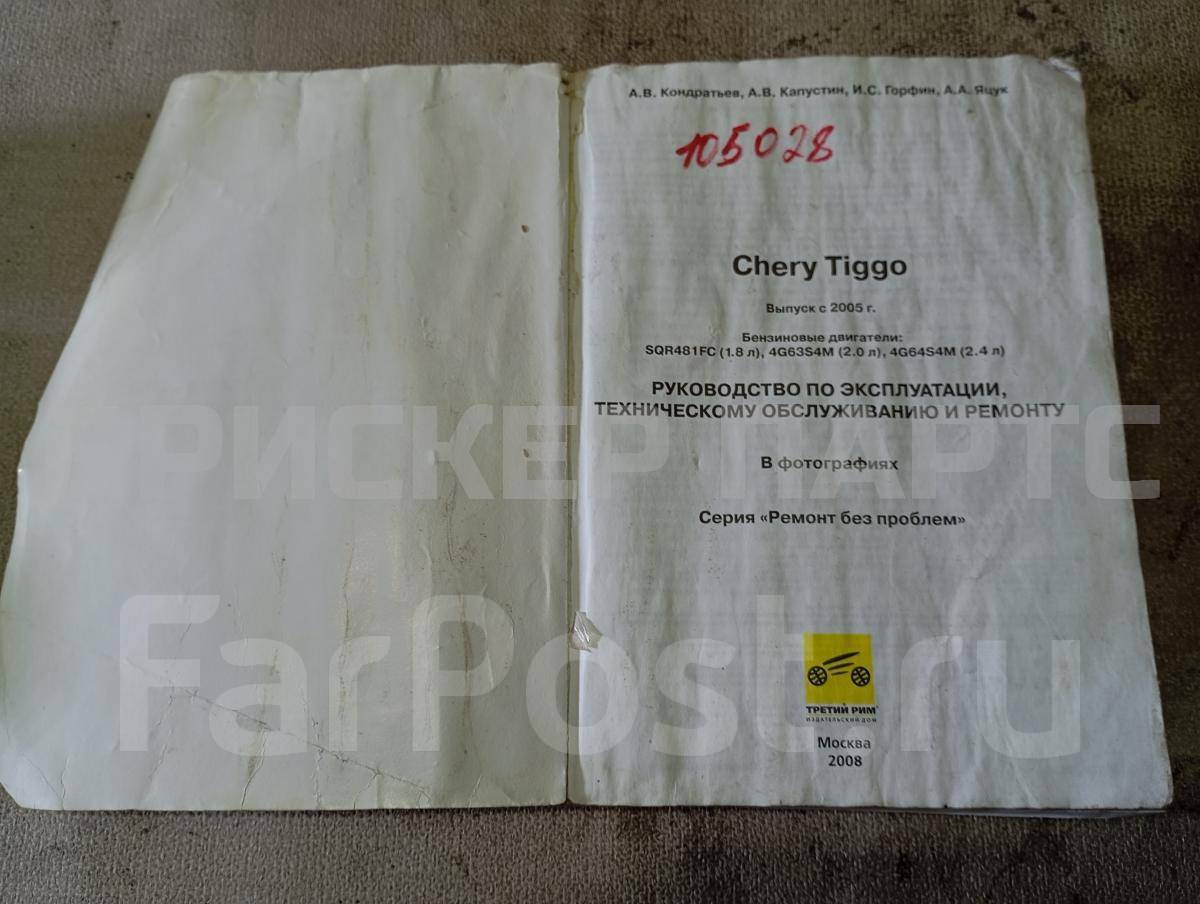 А.В. Кондратьев, А.В. Капустин, И.С. Горфин, А.А. Яцук
105028
Chery Tiggo
Выпуск с 2005 г.
Бензиновые двигатели:
SQR481FC (1.8 л), 4G63S4M (2.0 л), 4G64S4M (2.4 л)
РУКОВОДСТВО ПО ЭКСПЛУАТАЦИИ,
ТЕХНИЧЕСКОМУ ОБСЛУЖИВАНИЮ И РЕМОНТУ
ТРИСКЕР ПАРТС
В фотографиях
Серия «Ремонт без проблем»
FarPost.ru
ТРЕТИЙ РИМ
ИЗДАТЕЛЬСКИЙ ДОМ
Москва
2008